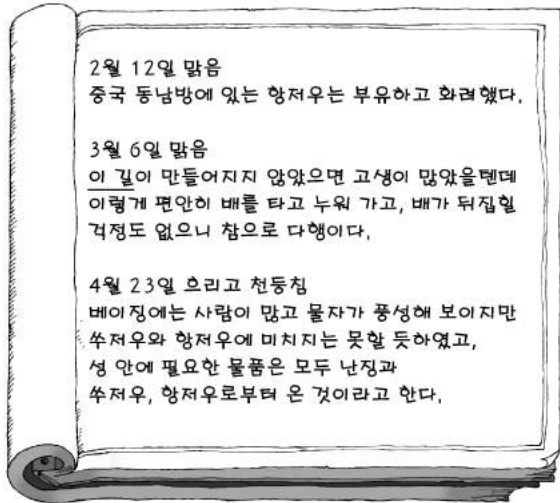 2월 12일 맑음
중국 동남방에 있는 항저우는 부유하고 화려했다.
3월 6일 맑음
이 길이 만들어지지 않았으면 고생이 많았을텐데
이렇게 편안히 배를 타고 누워 가고, 배가 뒤집힐
걱정도 없으니 참으로 다행이다.
4월 23일 흐리고 천둥침
베이징에는 사람이 많고 물자가 풍성해 보이지만
쑤저우와 항저우에 미치지는 못할 듯하였고,
성 안에 필요한 물품은 모두 난징과
쑤저우, 항저우로부터 온 것이라고 한다.